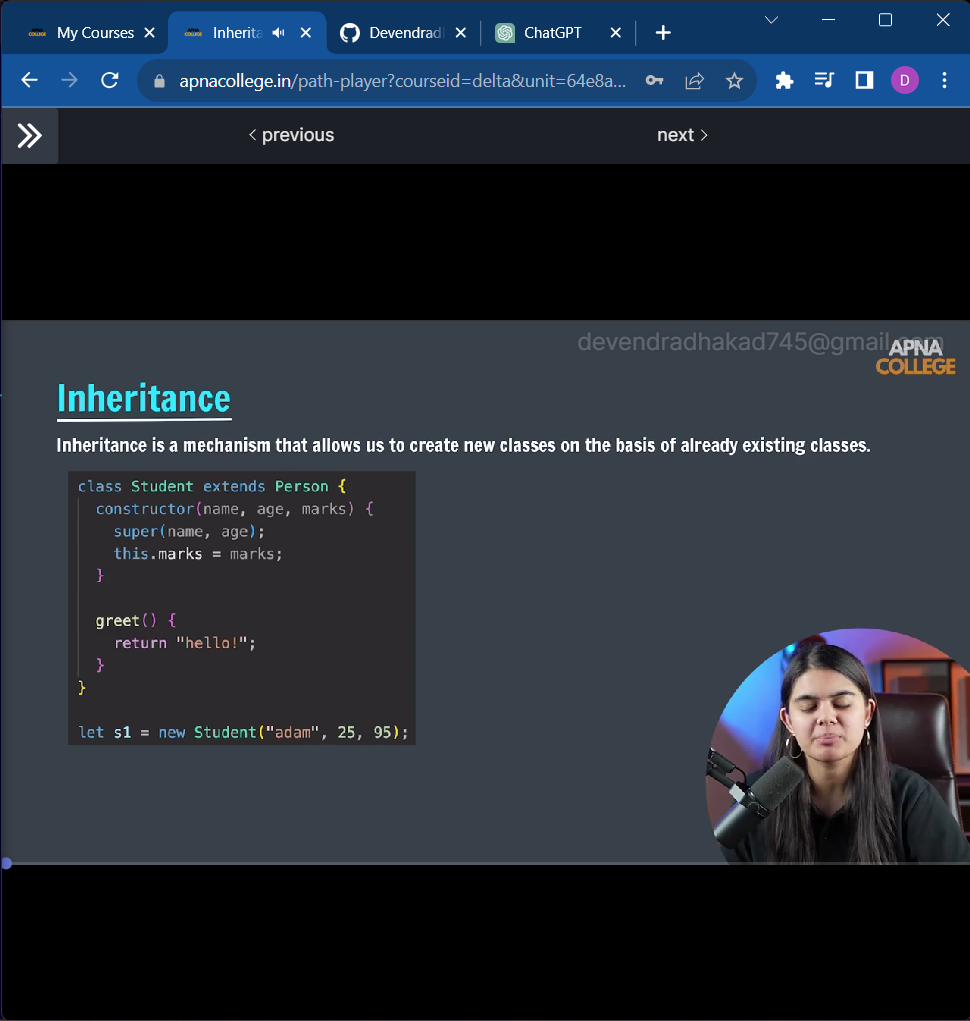 My Courses
Inherita
Devendrad
ChatGPT
apnacollege.in/path-player?courseid=delta&unit=64e8a...
D
< previous
next >
devendradhakad745@gmail.com
APNA
COLLEGE
Inheritance
Inheritance is a mechanism that allows us to create new classes on the basis of already existing classes.
class Student extends Person {
constructor(name, age, marks) {
super(name, age);
this.marks = marks;
}
greet() {
return "hello!";
}
}
let s1 = new Student("adam", 25, 95);